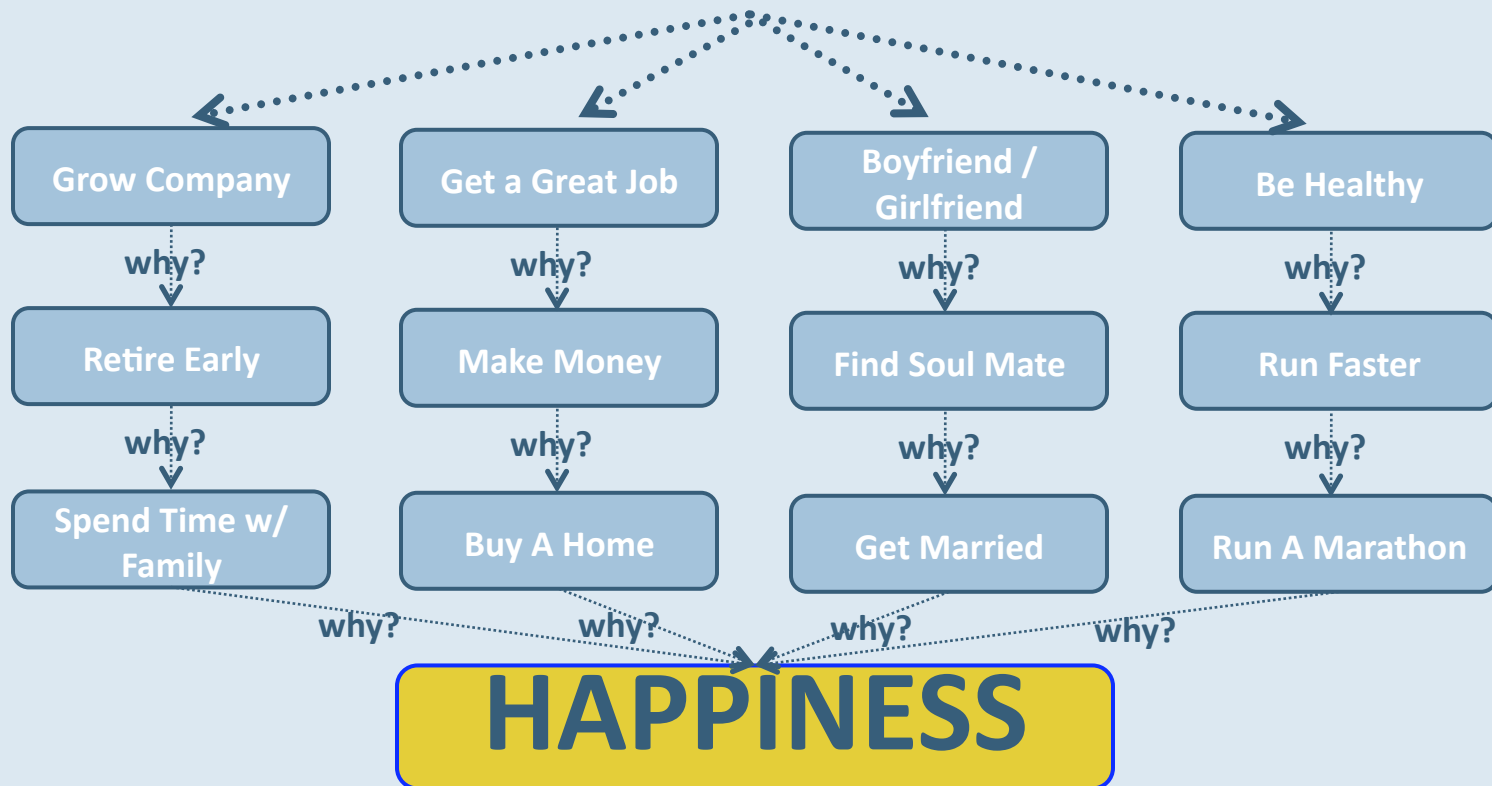 Grow Company
Get a Great Job
Boyfriend /
Girlfriend
Be Healthy
why?
why?
why?
why?
Retire Early
Make Money
Find Soul Mate
Run Faster
why?
why?
why?
why?
Spend Time w/
Family
Buy A Home
Get Married
Run A Marathon
why?
why?
why?
why?
HAPPINESS